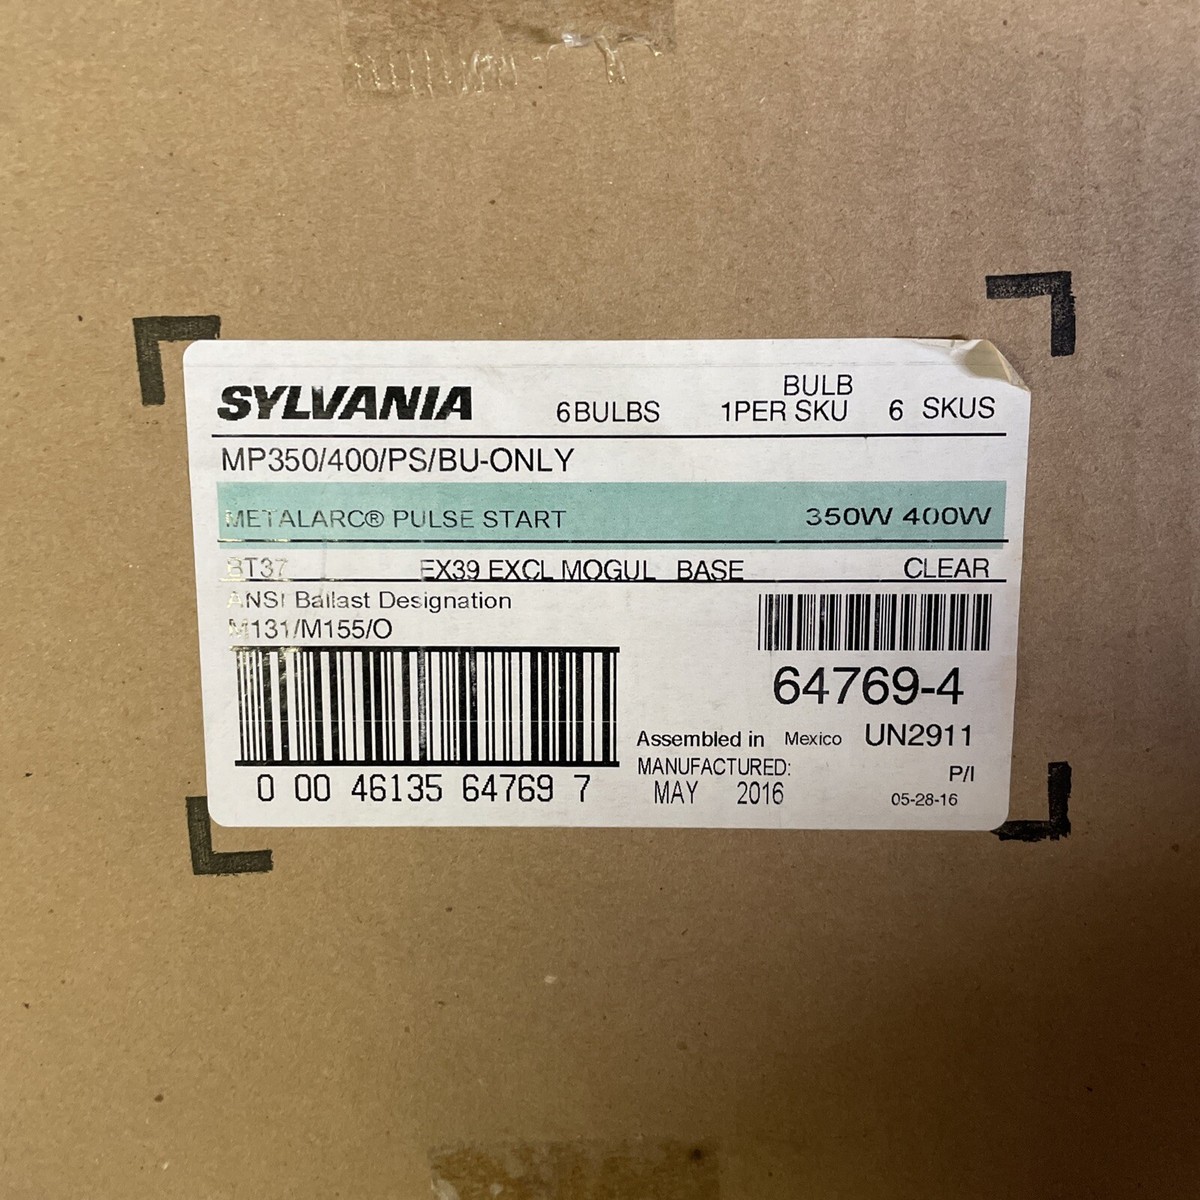 SYLVANIA 6BULBS BULB 1PER SKU 6 SKUS
MP350/400/PS/BU-ONLY
METALARC® PULSE START 350W 400W
BT37 EX39 EXCL MOGUL BASE CLEAR
ANSI Ballast Designation
M131/M155/O
64769-4
Assembled in Mexico UN2911
MANUFACTURED: P/I
MAY 2016 05-28-16
0 00 46135 64769 7